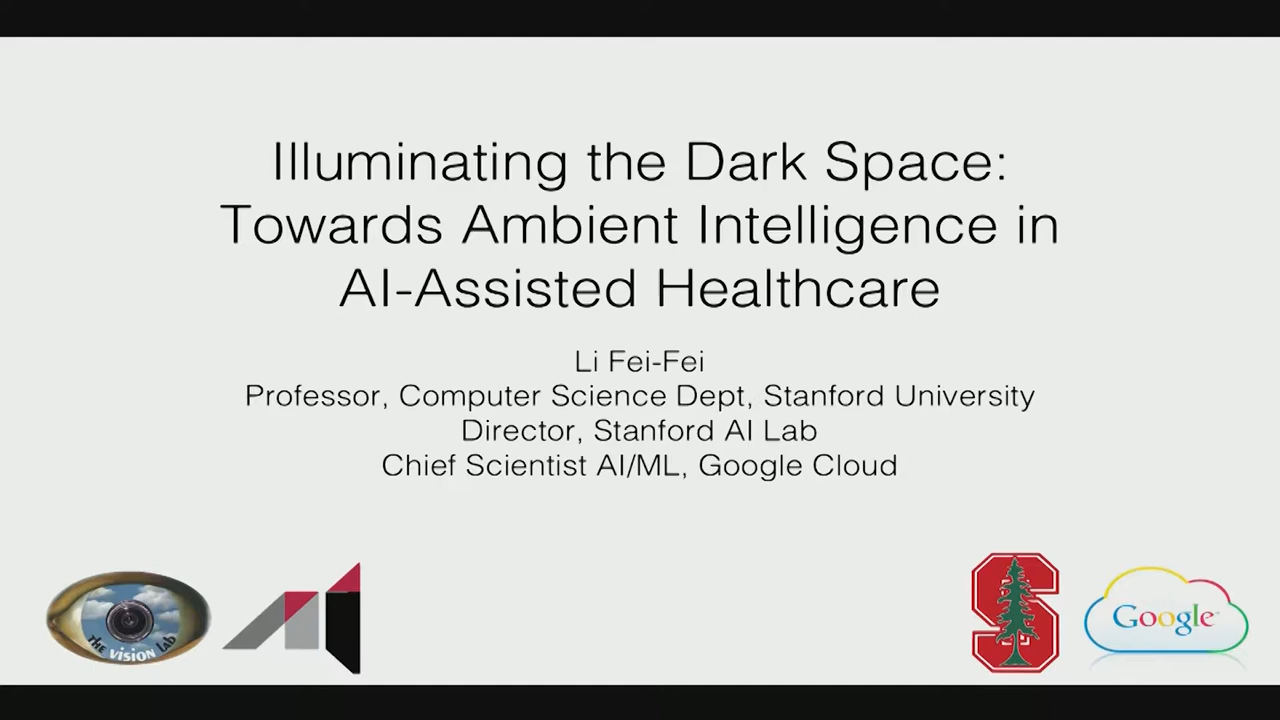 Illuminating the Dark Space:
Towards Ambient Intelligence in
AI-Assisted Healthcare
Li Fei-Fei
Professor, Computer Science Dept, Stanford University
Director, Stanford AI Lab
Chief Scientist AI/ML, Google Cloud
THE VISION Lab
AI
S
Google